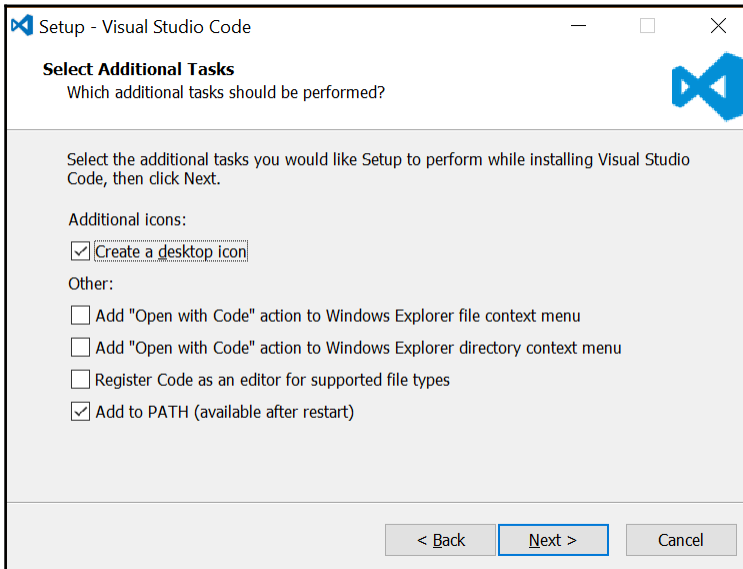 Setup - Visual Studio Code
Select Additional Tasks
Which additional tasks should be performed?
Select the additional tasks you would like Setup to perform while installing Visual Studio
Code, then click Next.
Additional icons:
Create a desktop icon
Other:
Add "Open with Code" action to Windows Explorer file context menu
Add "Open with Code" action to Windows Explorer directory context menu
Register Code as an editor for supported file types
Add to PATH (available after restart)
< Back
Next >
Cancel